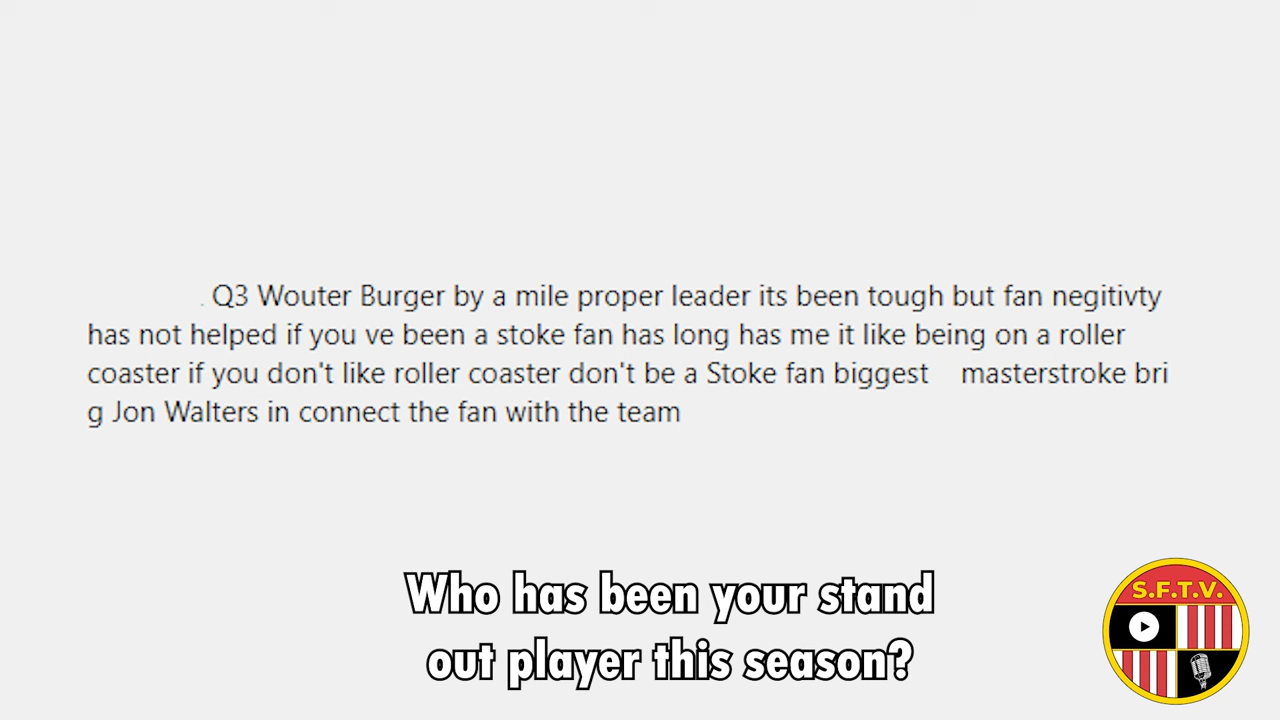 . Q3 Wouter Burger by a mile proper leader its been tough but fan negitivty
has not helped if you ve been a stoke fan has long has me it like being on a roller
coaster if you don't like roller coaster don't be a Stoke fan biggest masterstroke bri
g Jon Walters in connect the fan with the team
Who has been your stand
out player this season?
S.F.T.V.